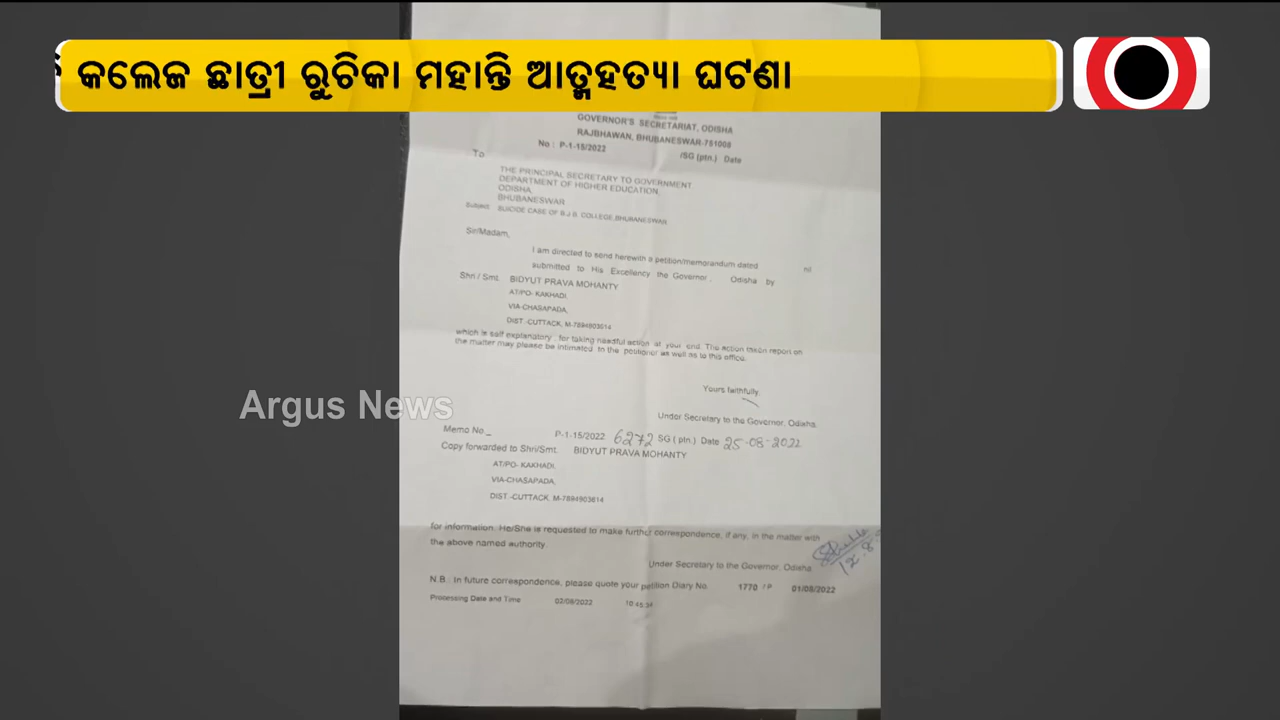 କଲେଜ ଛାତ୍ରୀ ରୁଚିକା ମହାନ୍ତି ଆତ୍ମହତ୍ୟା ଘଟଣା
GOVERNOR'S SECRETARIAT, ODISHA
RAJBHAWAN, BHUBANESWAR-751008
No : P-1-15/2022 /SG (ptn.) Date
To
THE PRINCIPAL SECRETARY TO GOVERNMENT
DEPARTMENT OF HIGHER EDUCATION,
ODISHA,
BHUBANESWAR
Subject: SUICIDE CASE OF B.J.B. COLLEGE,BHUBANESWAR
Sir/Madam,
I am directed to send herewith a petition/memorandum dated nil
submitted to His Excellency the Governor, Odisha by
Shri / Smt. BIDYUT PRAVA MOHANTY
AT/PO- KAKHADI,
VIA-CHASAPADA,
DIST.-CUTTACK, M-7894903614
which is self explanatory, for taking needful action at your end. The action taken report on
the matter may please be intimated to the petitioner as well as to this office.
Yours faithfully,
Under Secretary to the Governor, Odisha.
Memo No._ P-1-15/2022 6272 SG ( ptn.) Date 25-08-2022
Copy forwarded to Shri/Smt. BIDYUT PRAVA MOHANTY
AT/PO- KAKHADI,
VIA-CHASAPADA,
DIST.-CUTTACK, M-7894903614
for information. He/She is requested to make further correspondence, if any, in the matter with
the above named authority.
Under Secretary to the Governor, Odisha.
N.B.: In future correspondence, please quote your petition Diary No. 1770 / P 01/08/2022
Processing Date and Time 02/08/2022 10:45:34
Argus News